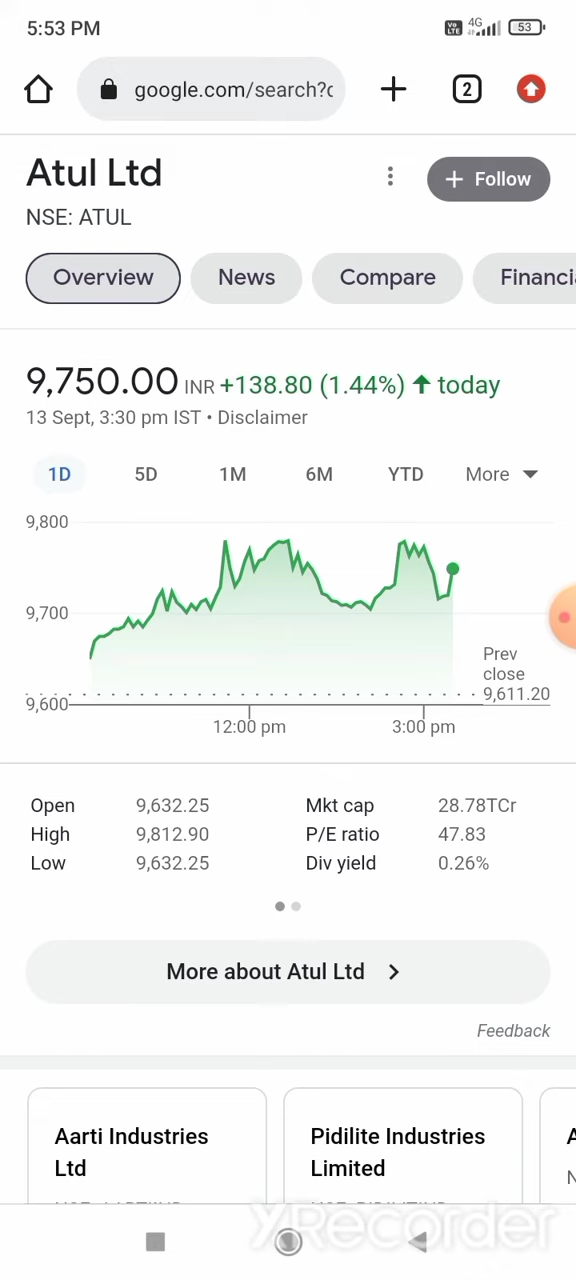 5:53 PM
Vo LTE 4G 53
google.com/search?c
2
Atul Ltd
Follow
NSE: ATUL
Overview News Compare Financi
9,750.00 INR +138.80 (1.44%) ↑ today
13 Sept, 3:30 pm IST • Disclaimer
1D 5D 1M 6M YTD More
9,800
9,700
Prev
close
9,611.20
9,600
12:00 pm 3:00 pm
Open 9,632.25 Mkt cap 28.78TCr
High 9,812.90 P/E ratio 47.83
Low 9,632.25 Div yield 0.26%
More about Atul Ltd
Feedback
Aarti Industries
Ltd
Pidilite Industries
Limited
XRecorder